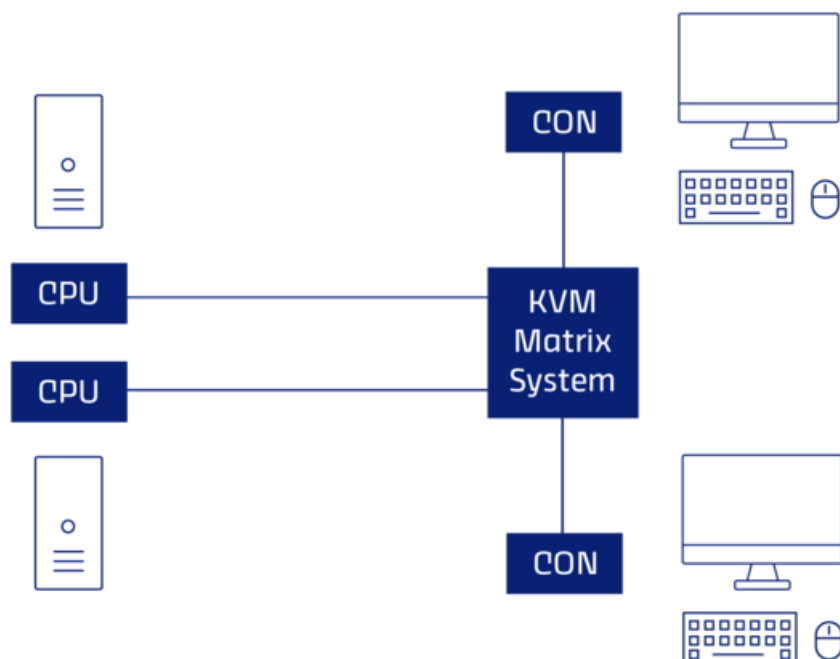 CON
CPU
KVM
Matrix
System
CPU
CON